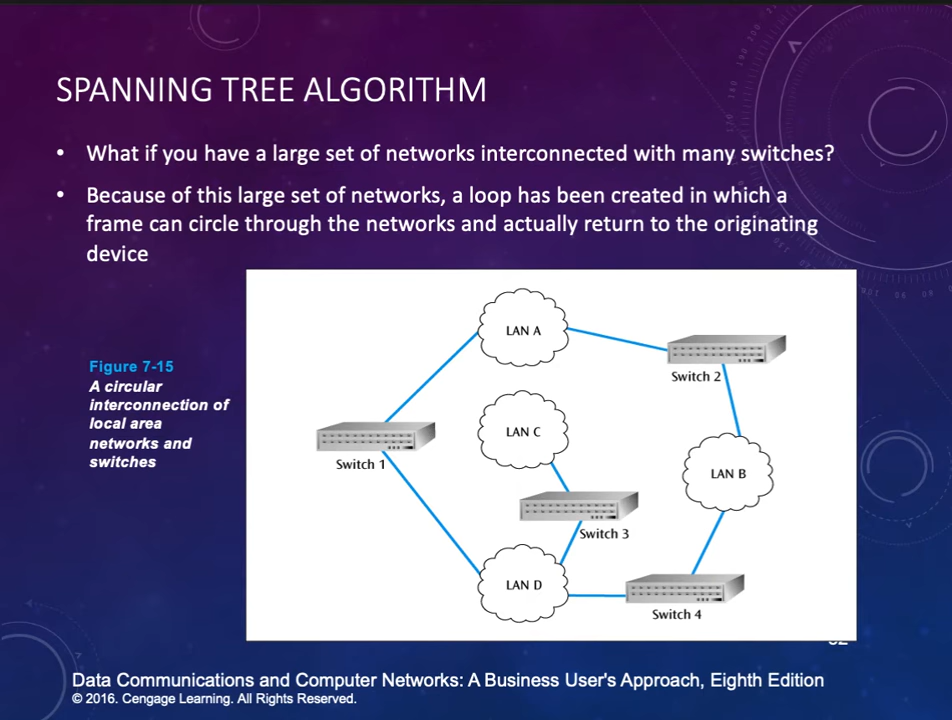 SPANNING TREE ALGORITHM
• What if you have a large set of networks interconnected with many switches?
• Because of this large set of networks, a loop has been created in which a
frame can circle through the networks and actually return to the originating
device
Figure 7-15
A circular
interconnection of
local area
networks and
switches
LAN A
Switch 2
LAN C
Switch 1
LAN B
Switch 3
LAN D
Switch 4
Data Communications and Computer Networks: A Business User's Approach, Eighth Edition
© 2016. Cengage Learning. All Rights Reserved.